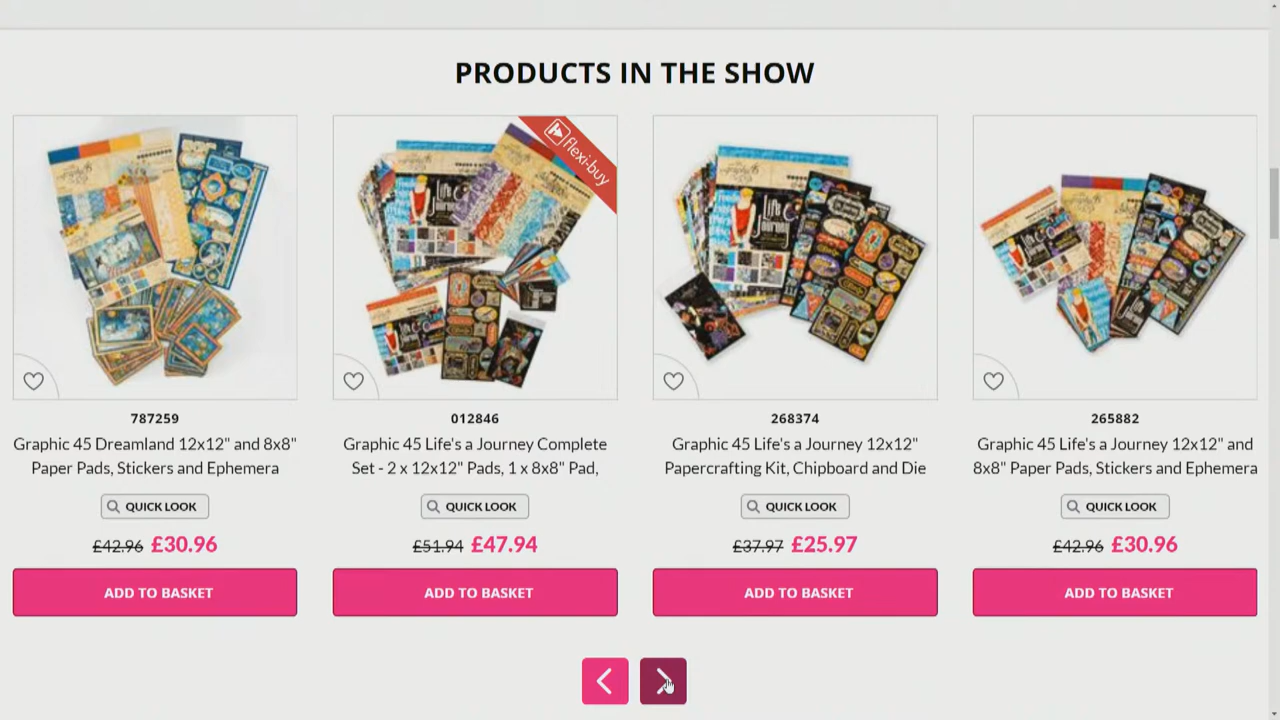 PRODUCTS IN THE SHOW
flexi-buy
787259
Graphic 45 Dreamland 12x12" and 8x8"
Paper Pads, Stickers and Ephemera
QUICK LOOK
£42.96 £30.96
ADD TO BASKET
012846
Graphic 45 Life's a Journey Complete
Set - 2 x 12x12" Pads, 1 x 8x8" Pad,
QUICK LOOK
£51.94 £47.94
ADD TO BASKET
268374
Graphic 45 Life's a Journey 12x12"
Papercrafting Kit, Chipboard and Die
QUICK LOOK
£37.97 £25.97
ADD TO BASKET
265882
Graphic 45 Life's a Journey 12x12" and
8x8" Paper Pads, Stickers and Ephemera
QUICK LOOK
£42.96 £30.96
ADD TO BASKET